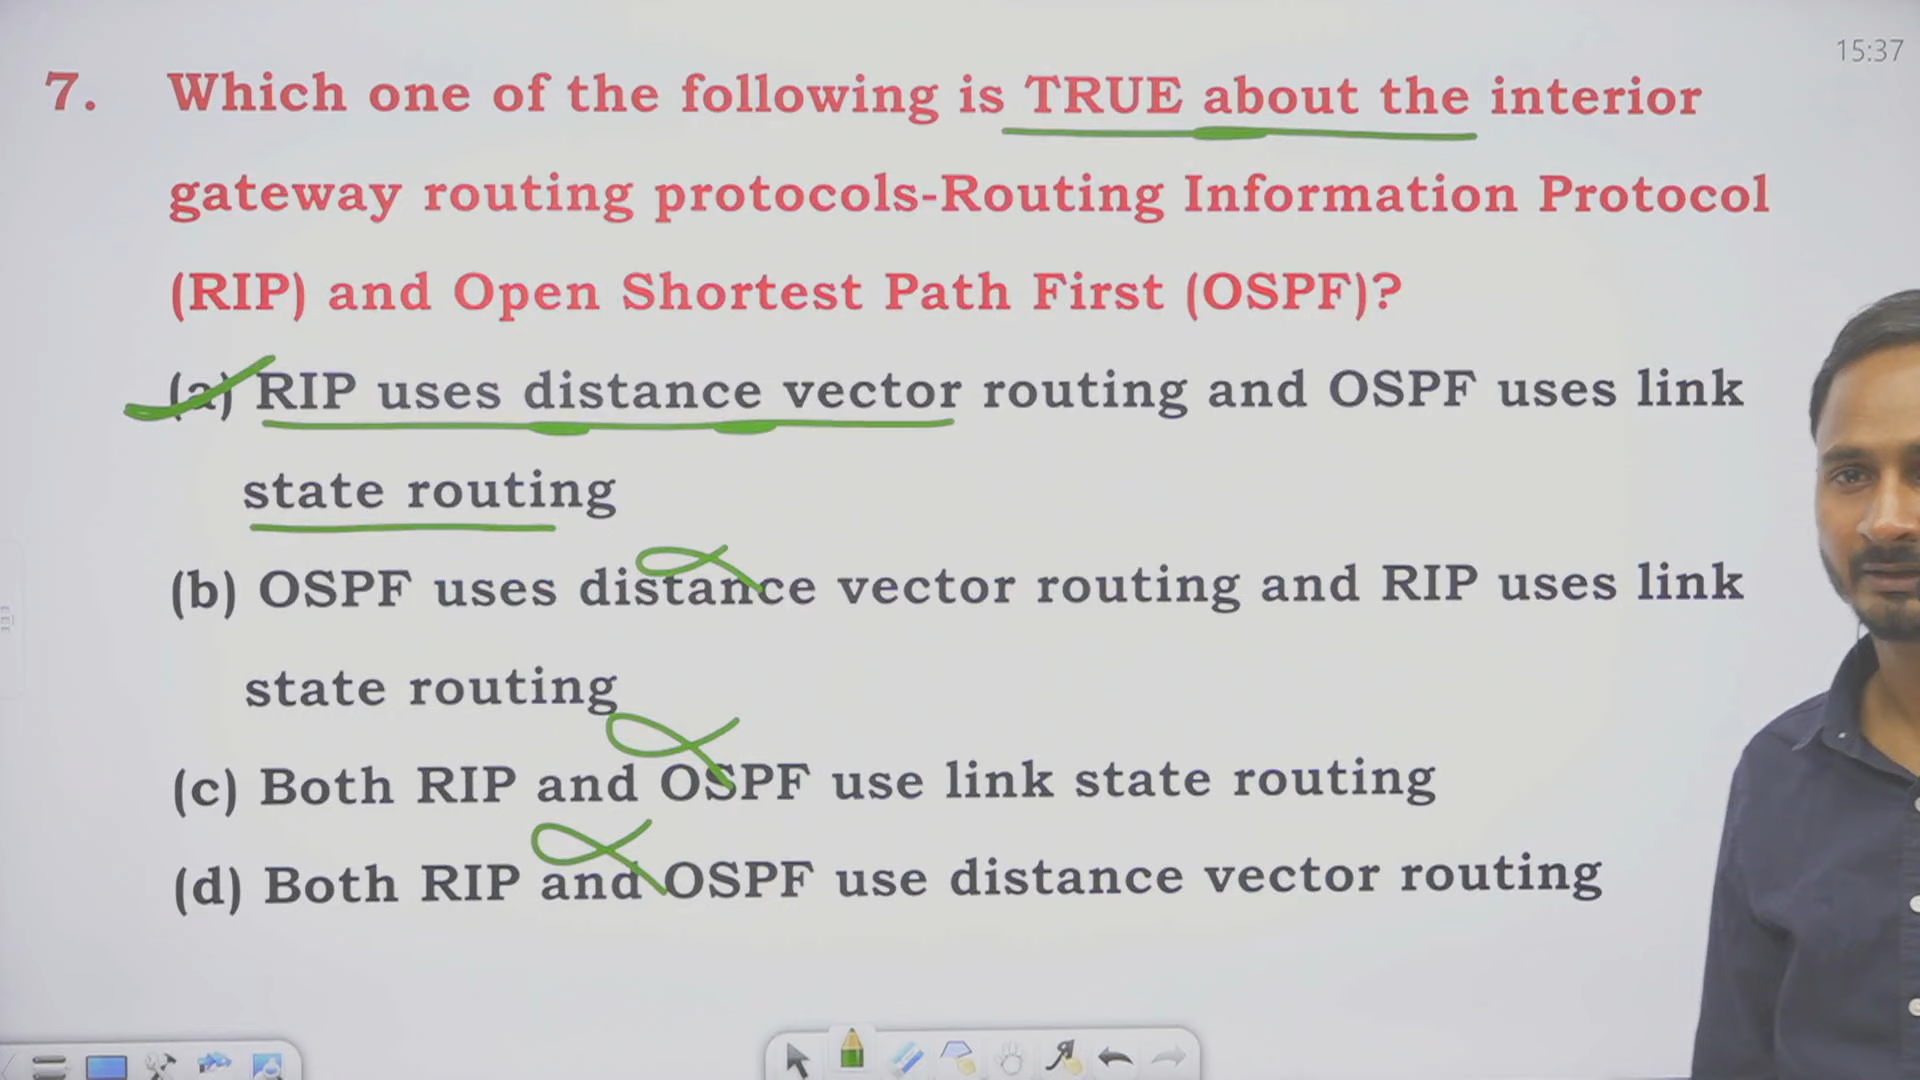 15:37
7. Which one of the following is TRUE about the interior
gateway routing protocols-Routing Information Protocol
(RIP) and Open Shortest Path First (OSPF)?
(a) RIP uses distance vector routing and OSPF uses link
state routing
(b) OSPF uses distance vector routing and RIP uses link
state routing
(c) Both RIP and OSPF use link state routing
(d) Both RIP and OSPF use distance vector routing